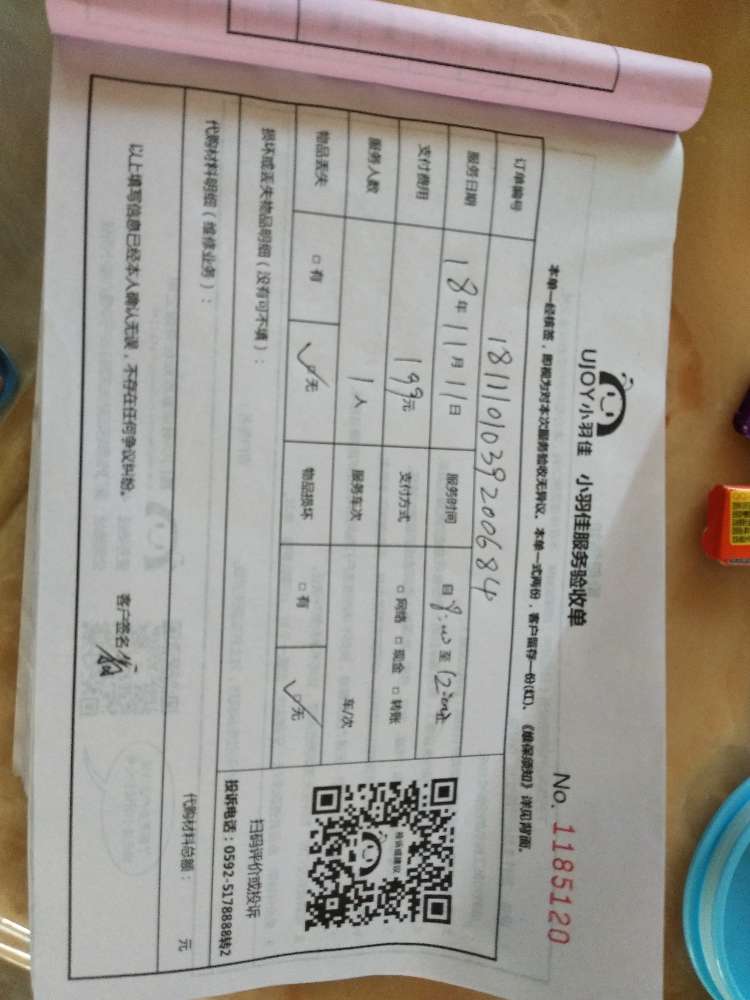 UJOY小羽佳 小羽佳服务验收单 No. 1185120
本单一经核签，即视为对本次服务验收无异议。本单一式两份，客户留存一份(红)、《维保须知》详见背面。
订单编号 181110103920068４
服务日期 18年11月11日 服务时间 自8:00至12:00止
支付费用 199元 支付方式 □网络 □现金 □转账
服务人数 1人 服务车次 车/次
物品丢失 □有 ☑无 物品损坏 □有 ☑无
投诉或建议
扫码评价或投诉
投诉电话：0592-5178888转2
损坏或丢失物品明细（没有可不填）：
代购材料明细（维修业务）：
代购材料总额： 元
以上填写信息已经本人确认无误，不存在任何争议纠纷。 客户签名